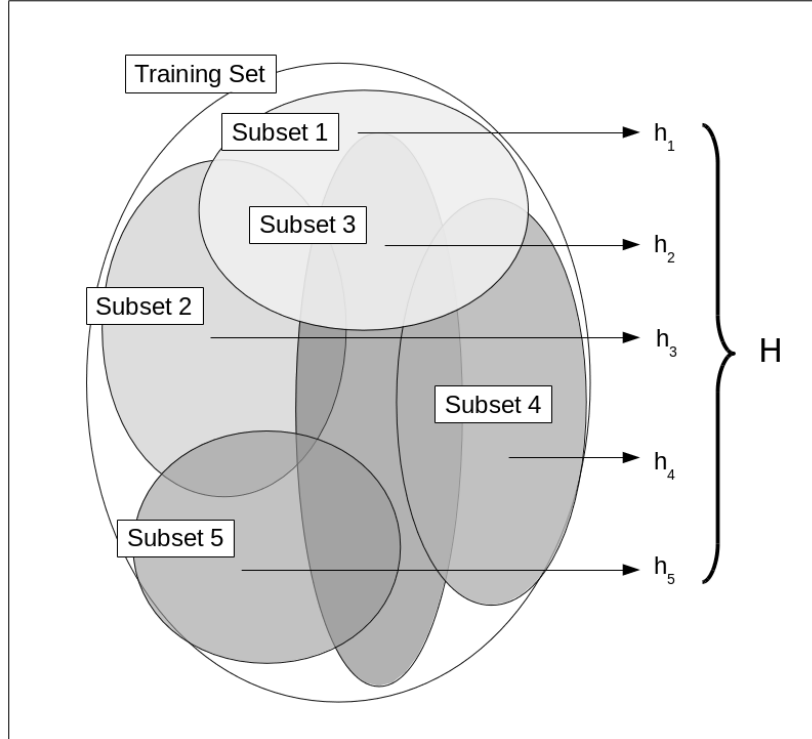 Training Set
Subset 1
h1
Subset 3
h2
Subset 2
h3
H
Subset 4
h4
Subset 5
h5